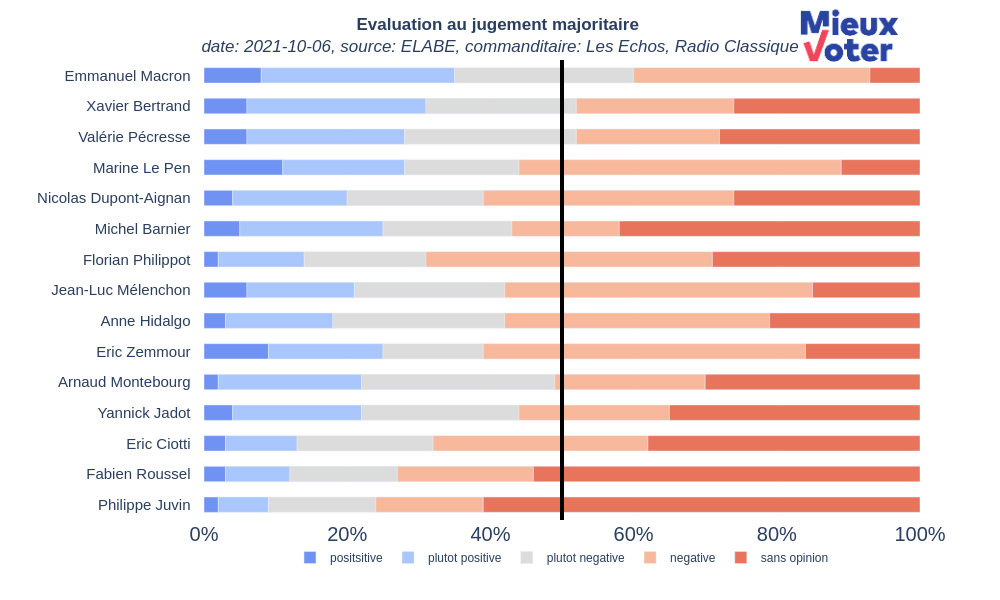 Evaluation au jugement majoritaire
date: 2021-10-06, source: ELABE, commanditaire: Les Echos, Radio Classique
Mieux
Voter
Emmanuel Macron
Xavier Bertrand
Valérie Pécresse
Marine Le Pen
Nicolas Dupont-Aignan
Michel Barnier
Florian Philippot
Jean-Luc Mélenchon
Anne Hidalgo
Eric Zemmour
Arnaud Montebourg
Yannick Jadot
Eric Ciotti
Fabien Roussel
Philippe Juvin
0% 20% 40% 60% 80% 100%
positsitive plutot positive plutot negative negative sans opinion